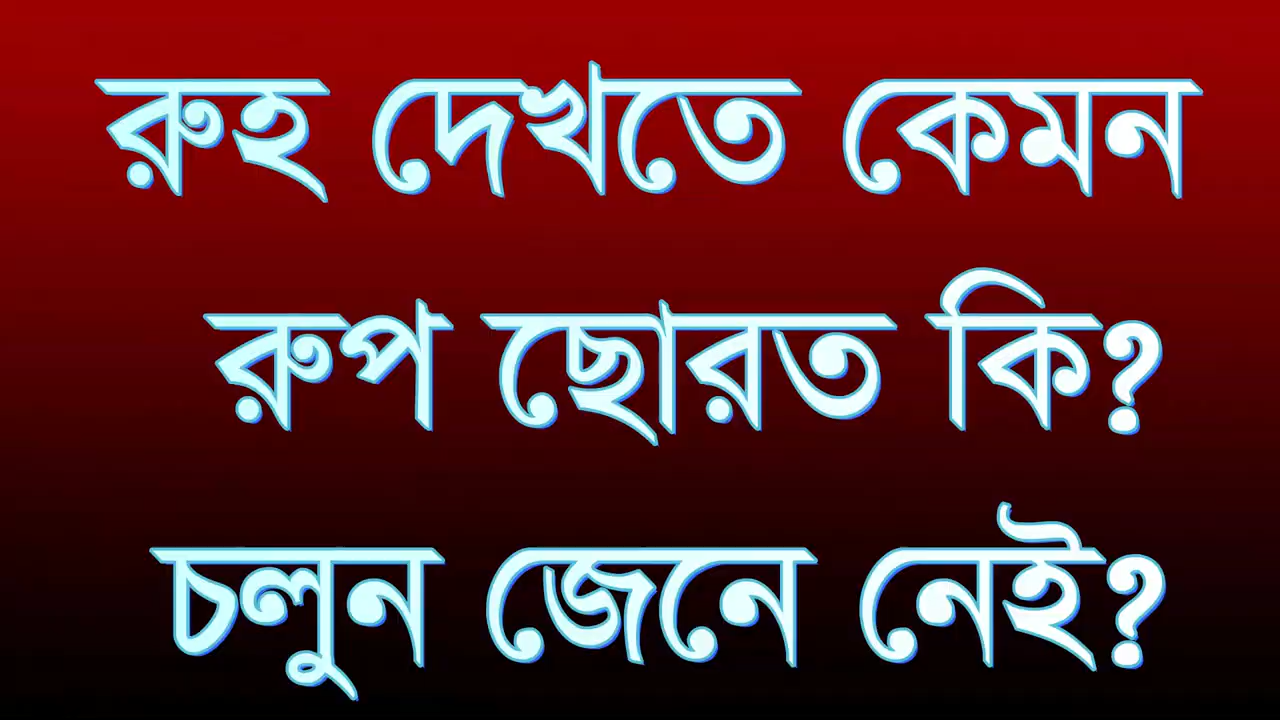 রুহ দেখতে কেমন
রুপ ছোরত কি?
চলুন জেনে নেই?